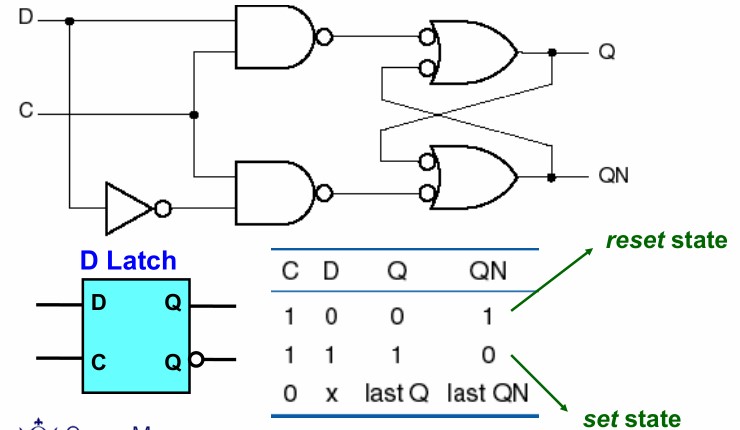 D
Q
C
QN
reset state
D Latch
D Q
C Q
C D Q QN
1 0 0 1
1 1 1 0
0 x last Q last QN
set state